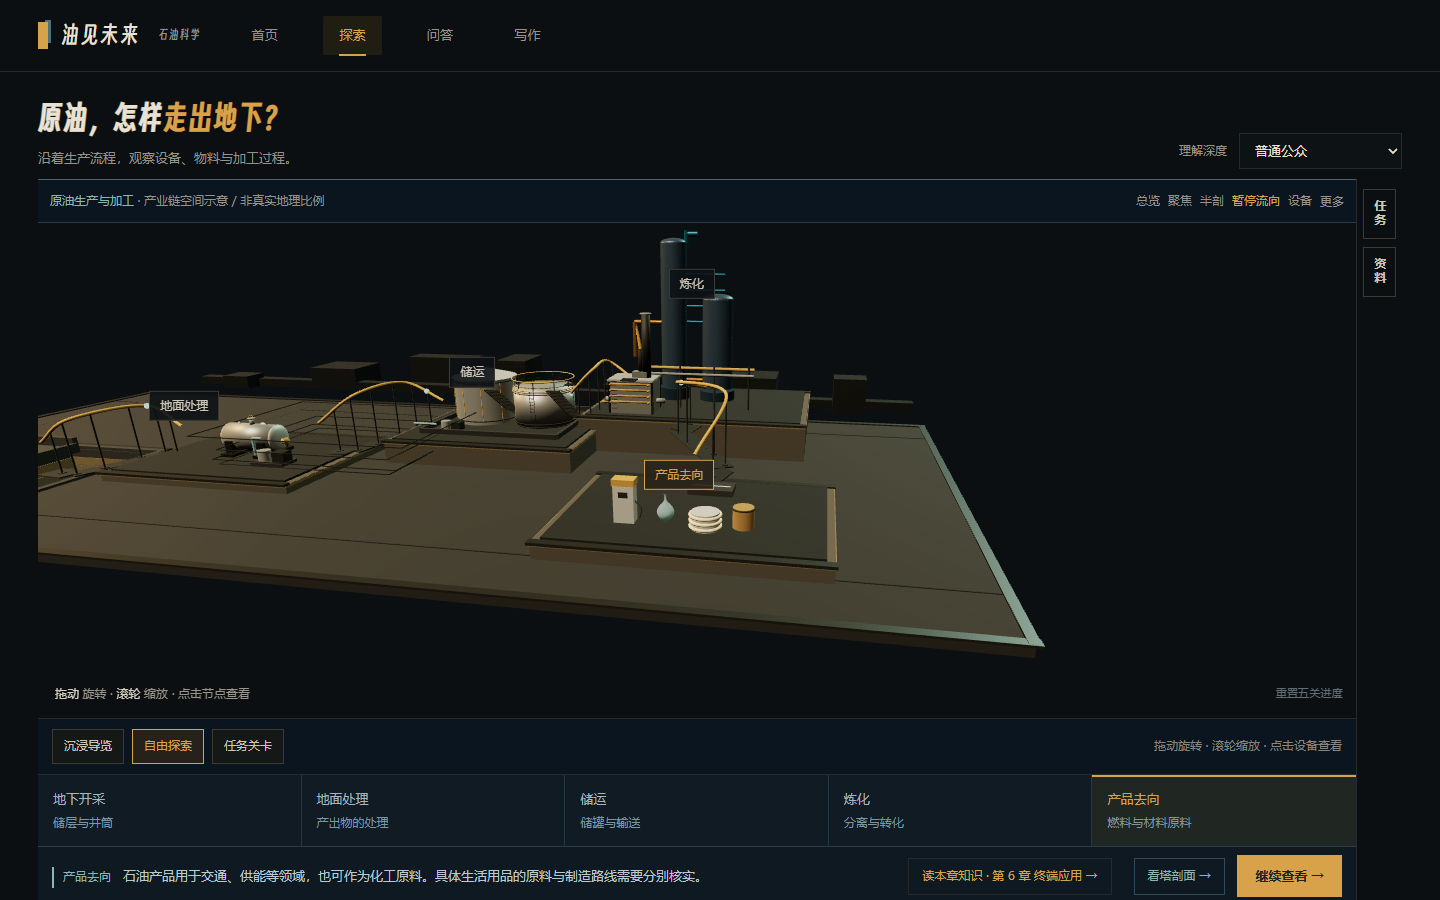 油见未来 石油科学 首页 探索 问答 写作
原油，怎样走出地下？
沿着生产流程，观察设备、物料与加工过程。
理解深度 普通公众
原油生产与加工 · 产业链空间示意 / 非真实地理比例
总览 聚焦 半剖 暂停流向 设备 更多
任务
资料
炼化
储运
地面处理
产品去向
拖动 旋转 · 滚轮 缩放 · 点击节点查看
重置五关进度
沉浸导览 自由探索 任务关卡
拖动旋转 · 滚轮缩放 · 点击设备查看
地下开采
储层与井筒
地面处理
产出物的处理
储运
储罐与输送
炼化
分离与转化
产品去向
燃料与材料原料
产品去向 石油产品用于交通、供能等领域，也可作为化工原料。具体生活用品的原料与制造路线需要分别核实。
读本章知识 · 第 6 章 终端应用 →
看塔剖面 →
继续查看 →